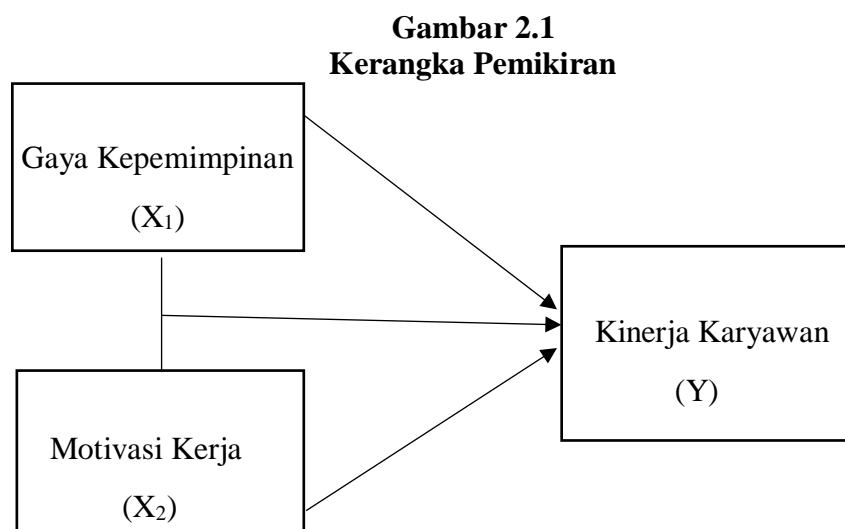 Gambar 2.1
Kerangka Pemikiran
Gaya Kepemimpinan
(X₁)
Kinerja Karyawan
(Y)
Motivasi Kerja
(X₂)